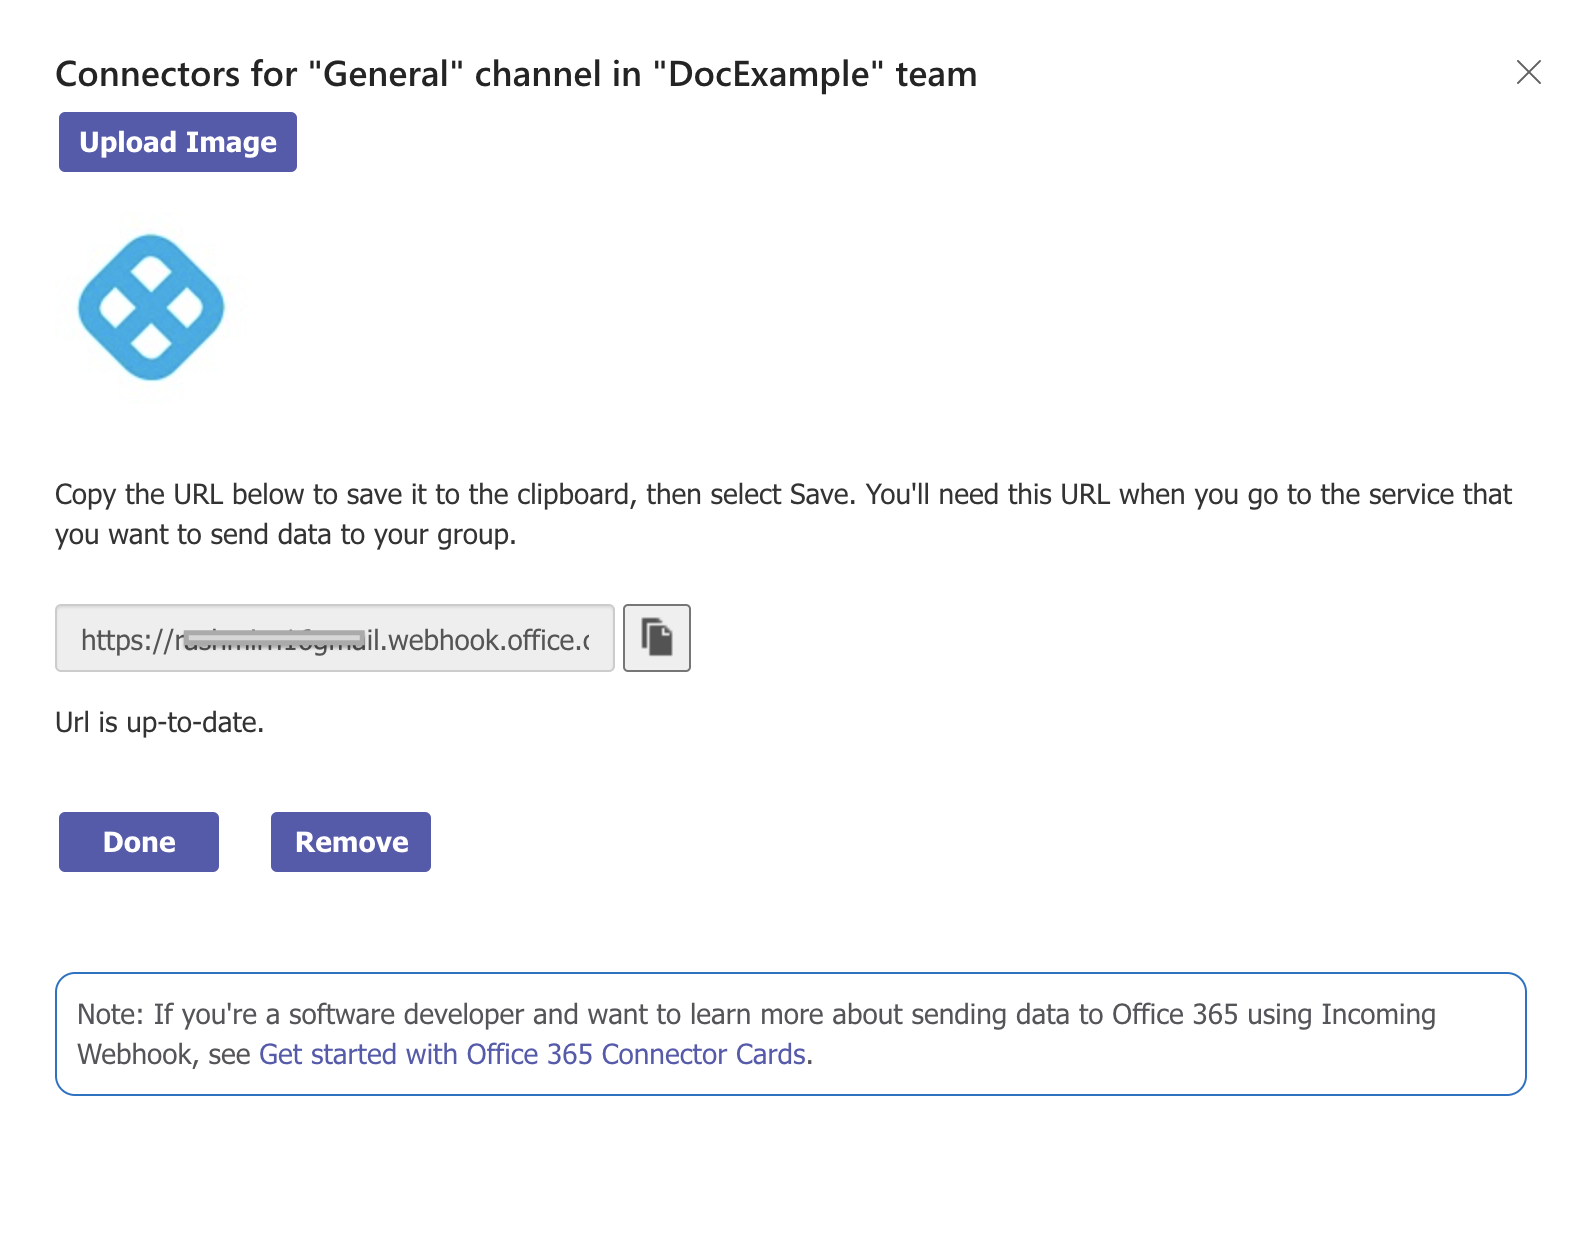 Connectors for "General" channel in "DocExample" team
Upload Image
Copy the URL below to save it to the clipboard, then select Save. You'll need this URL when you go to the service that
you want to send data to your group.
https:// .webhook.office.c
Url is up-to-date.
Done Remove
Note: If you're a software developer and want to learn more about sending data to Office 365 using Incoming
Webhook, see Get started with Office 365 Connector Cards.